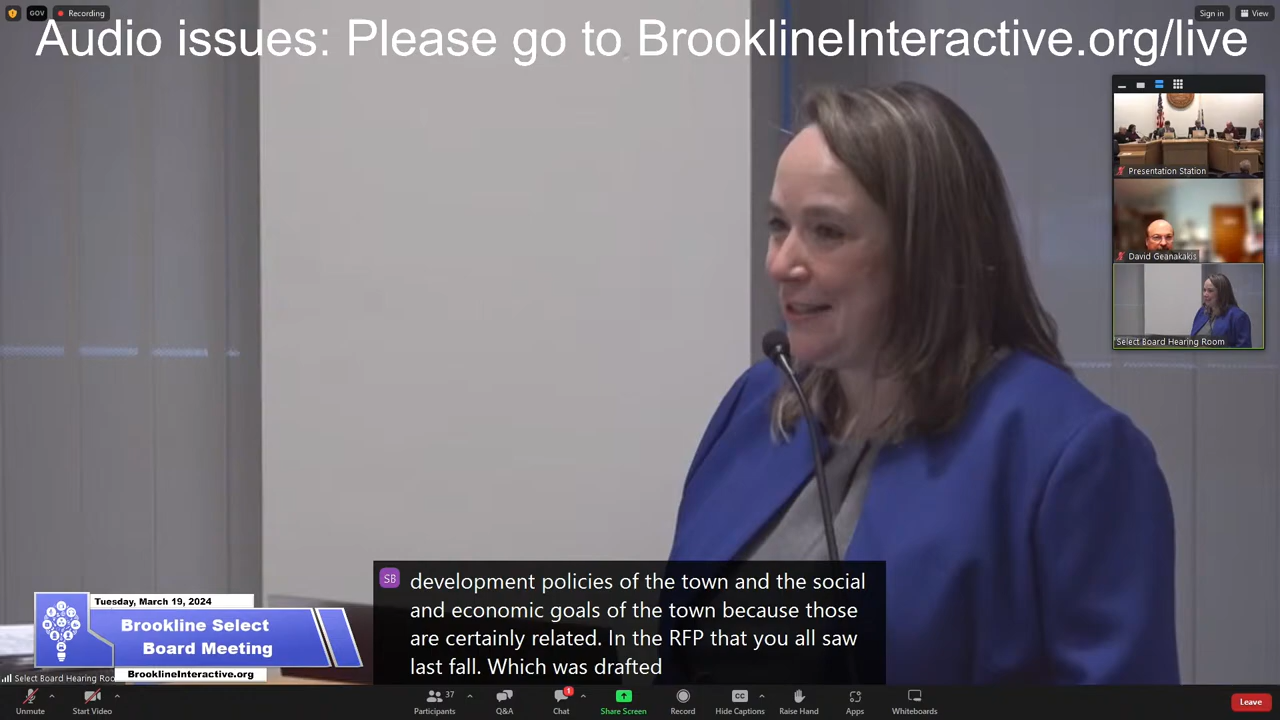 GOV
Recording
Sign in
View
Audio issues: Please go to BrooklineInteractive.org/live
Presentation Station
David Geanakakis
Select Board Hearing Room
SB
development policies of the town and the social
and economic goals of the town because those
are certainly related. In the RFP that you all saw
last fall. Which was drafted
Tuesday, March 19, 2024
Brookline Select
Board Meeting
BrooklineInteractive.org
Select Board Hearing Roo
Unmute
Start Video
Participants
37
Q&A
Chat
1
Share Screen
Record
CC
Hide Captions
Raise Hand
Apps
Whiteboards
Leave